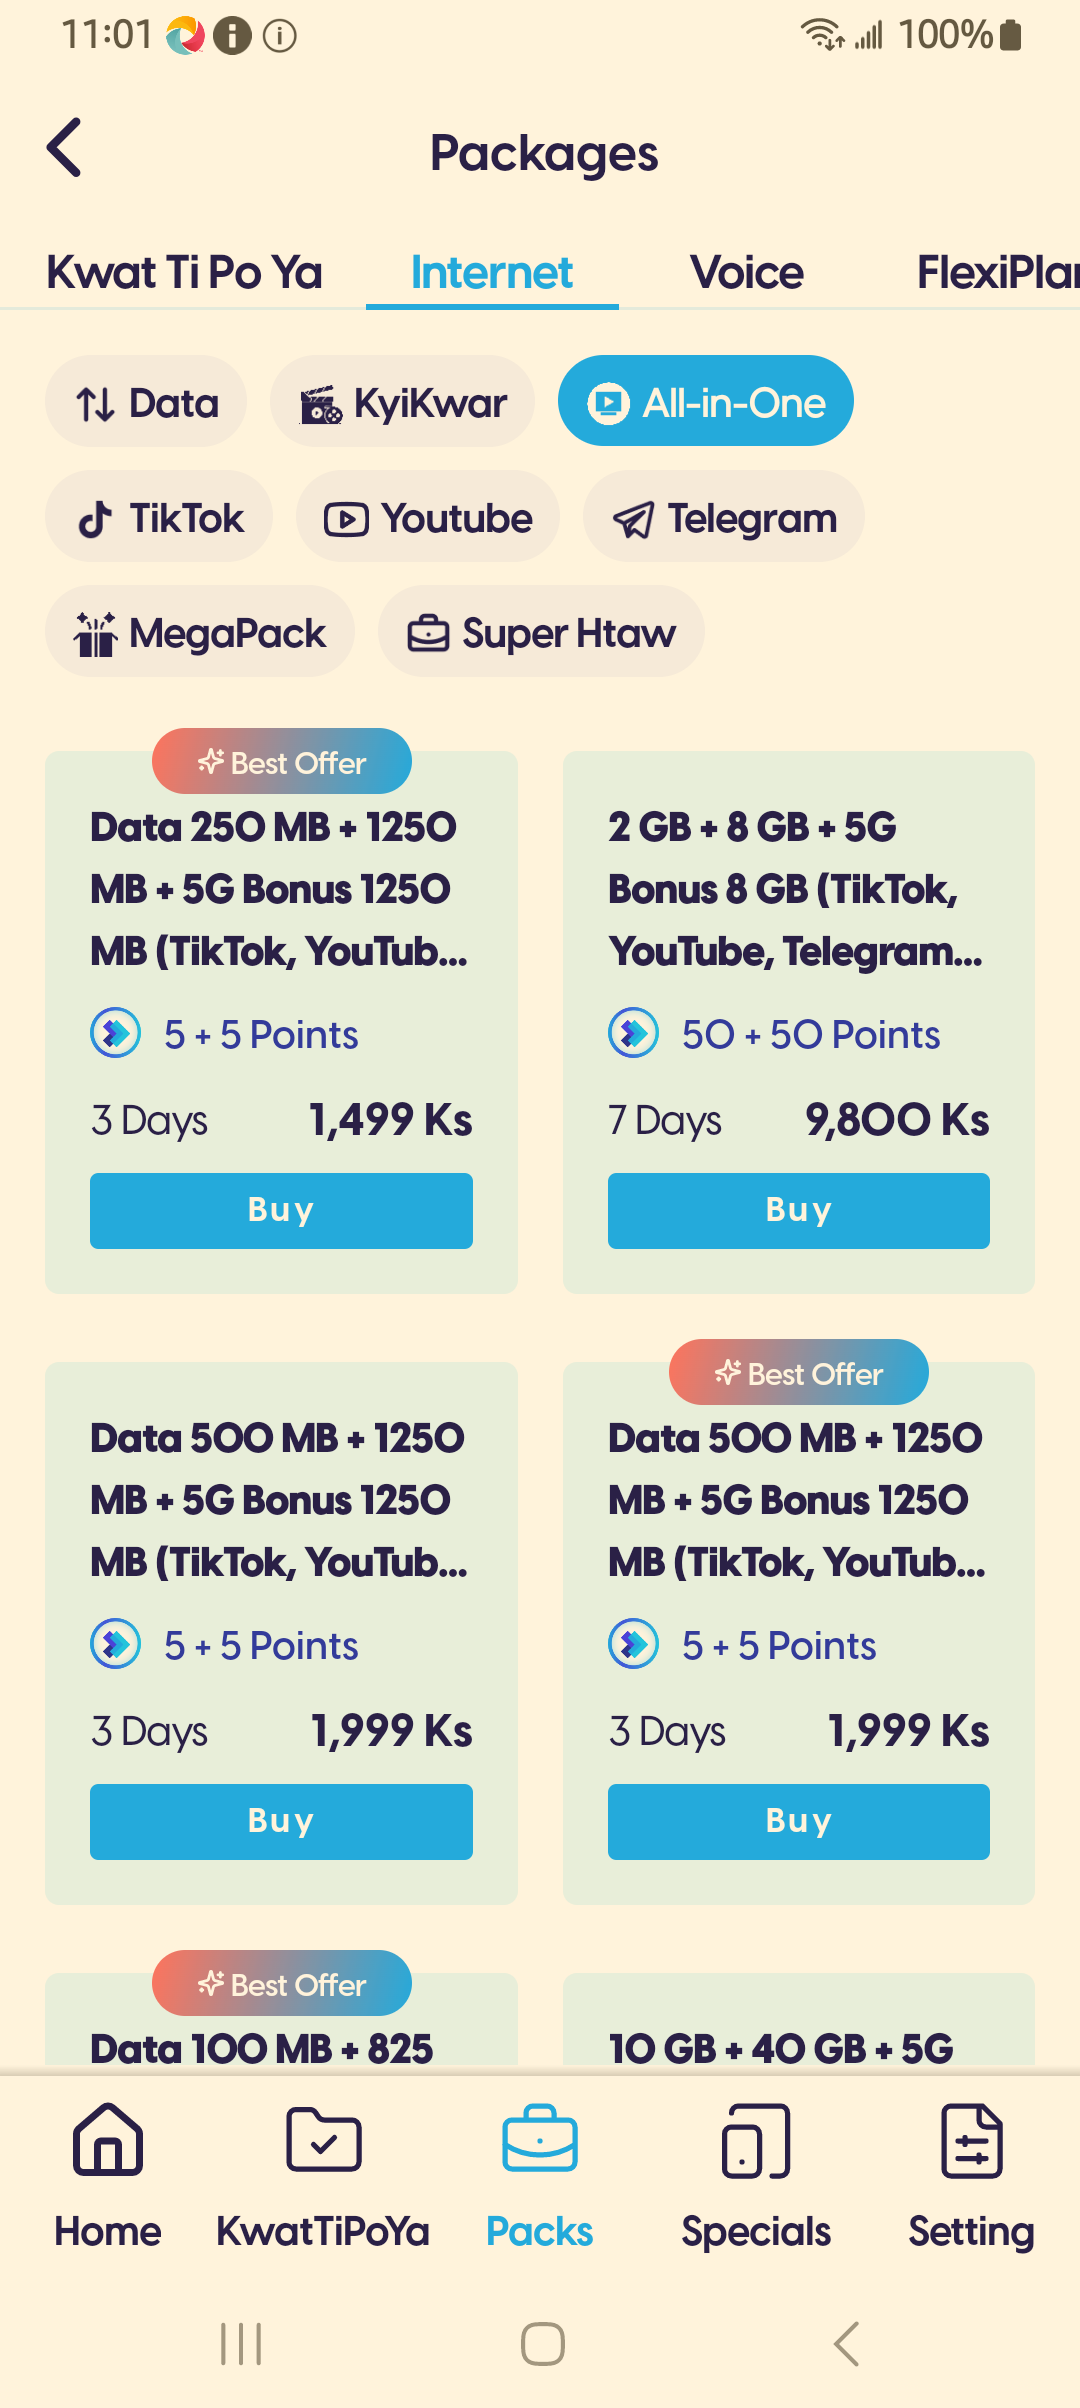 11:01
100%
Packages
Kwat Ti Po Ya Internet Voice FlexiPlan
Data KyiKwar All-in-One
TikTok Youtube Telegram
MegaPack Super Htaw
Best Offer
Data 250 MB + 1250
MB + 5G Bonus 1250
MB (TikTok, YouTub...
5 + 5 Points
3 Days 1,499 Ks
Buy
2 GB + 8 GB + 5G
Bonus 8 GB (TikTok,
YouTube, Telegram...
50 + 50 Points
7 Days 9,800 Ks
Buy
Data 500 MB + 1250
MB + 5G Bonus 1250
MB (TikTok, YouTub...
5 + 5 Points
3 Days 1,999 Ks
Buy
Best Offer
Data 500 MB + 1250
MB + 5G Bonus 1250
MB (TikTok, YouTub...
5 + 5 Points
3 Days 1,999 Ks
Buy
Best Offer
Data 100 MB + 825
10 GB + 40 GB + 5G
Home KwatTiPoYa Packs Specials Setting